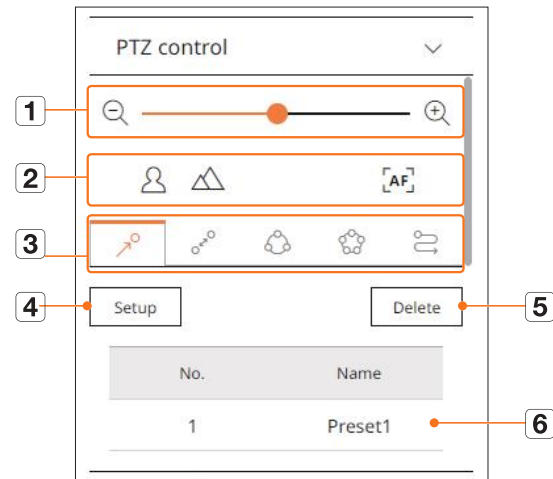 PTZ control
1
2
AF
3
4
Setup
Delete
5
No. Name
1 Preset1
6